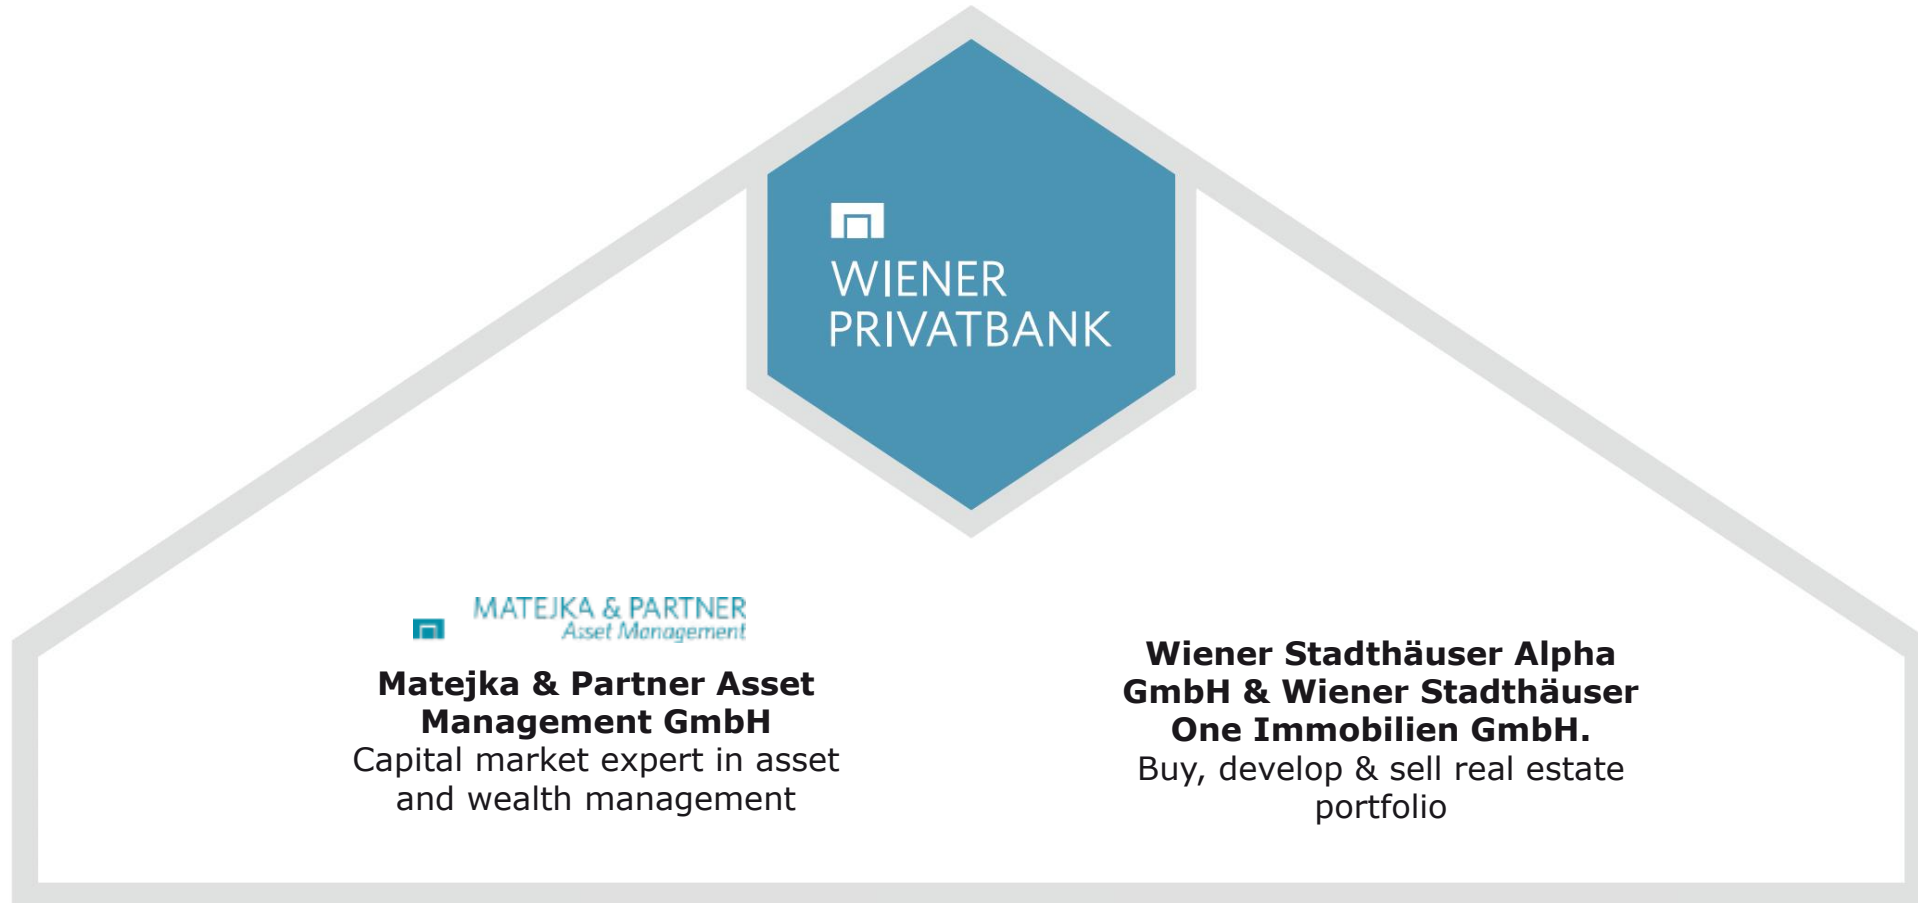 WIENER
PRIVATBANK
MATEJKA & PARTNER
Asset Management
Matejka & Partner Asset
Management GmbH
Capital market expert in asset
and wealth management
Wiener Stadthäuser Alpha
GmbH & Wiener Stadthäuser
One Immobilien GmbH.
Buy, develop & sell real estate
portfolio